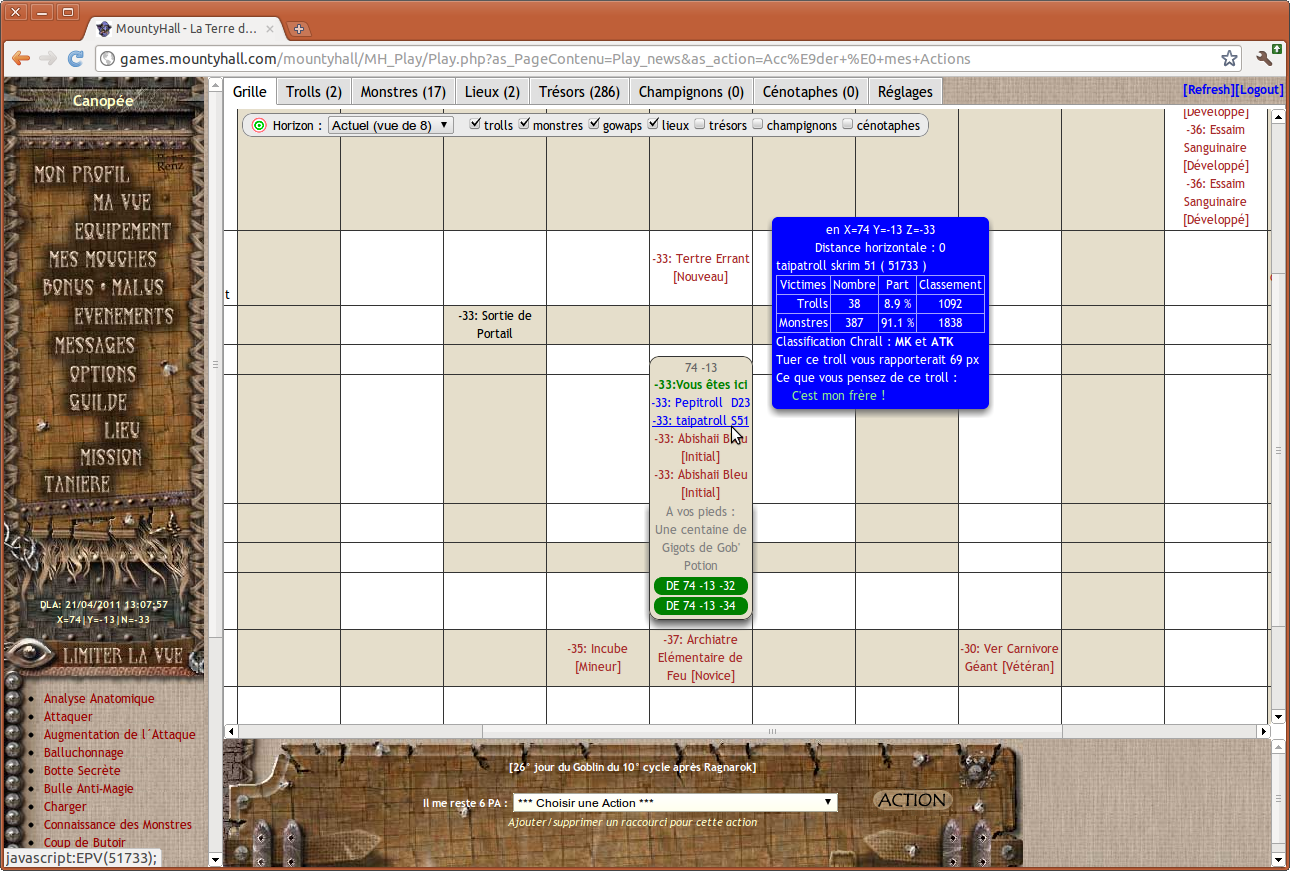 MountyHall - La Terre d...
games.mountyhall.com/mountyhall/MH_Play/Play.php?as_PageContenu=Play_news&as_action=Acc%E9der+%E0+mes+Actions
Canopée
Renz
MON PROFIL
MA VUE
EQUIPEMENT
MES MOUCHES
BONUS • MALUS
EVENEMENTS
MESSAGES
OPTIONS
GUILDE
LIEU
MISSION
TANIERE
DLA: 21/04/2011 13:07:57
X=74|Y=-13|N=-33
LIMITER LA VUE
Analyse Anatomique
Attaquer
Augmentation de l´Attaque
Balluchonnage
Botte Secrète
Bulle Anti-Magie
Charger
Connaissance des Monstres
Coup de Butoir
javascript:EPV(51733);
Grille
Trolls (2)
Monstres (17)
Lieux (2)
Trésors (286)
Champignons (0)
Cénotaphes (0)
Réglages
[Refresh][Logout]
Horizon : Actuel (vue de 8) trolls monstres gowaps lieux trésors champignons cénotaphes
Développé]
-36: Essaim
Sanguinaire
[Développé]
-36: Essaim
Sanguinaire
[Développé]
t
-33: Tertre Errant
[Nouveau]
-33: Sortie de
Portail
en X=74 Y=-13 Z=-33
Distance horizontale : 0
taipatroll skrim 51 ( 51733 )
Victimes Nombre Part Classement
Trolls 38 8.9 % 1092
Monstres 387 91.1 % 1838
Classification Chrall : MK et ATK
Tuer ce troll vous rapporterait 69 px
Ce que vous pensez de ce troll :
C'est mon frère !
74 -13
-33:Vous êtes ici
-33: Pepitroll D23
-33: taipatroll S51
-33: Abishaii Bleu
[Initial]
-33: Abishaii Bleu
[Initial]
A vos pieds :
Une centaine de
Gigots de Gob'
Potion
DE 74 -13 -32
DE 74 -13 -34
-35: Incube
[Mineur]
-37: Archiatre
Elémentaire de
Feu [Novice]
-30: Ver Carnivore
Géant [Vétéran]
[26° jour du Goblin du 10° cycle après Ragnarok]
Il me reste 6 PA : *** Choisir une Action ***
ACTION
Ajouter/supprimer un raccourci pour cette action